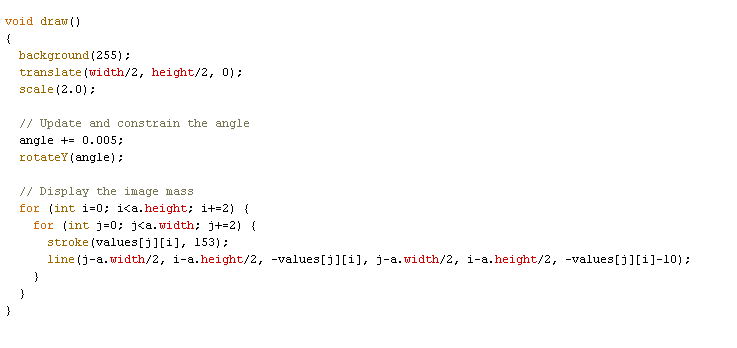 void draw()
{
  background(255);
  translate(width/2, height/2, 0);
  scale(2.0);

  // Update and constrain the angle
  angle += 0.005;
  rotateY(angle);

  // Display the image mass
  for (int i=0; i<a.height; i+=2) {
    for (int j=0; j<a.width; j+=2) {
      stroke(values[j][i], 153);
      line(j-a.width/2, i-a.height/2, -values[j][i], j-a.width/2, i-a.height/2, -values[j][i]-10);
    }
  }
}